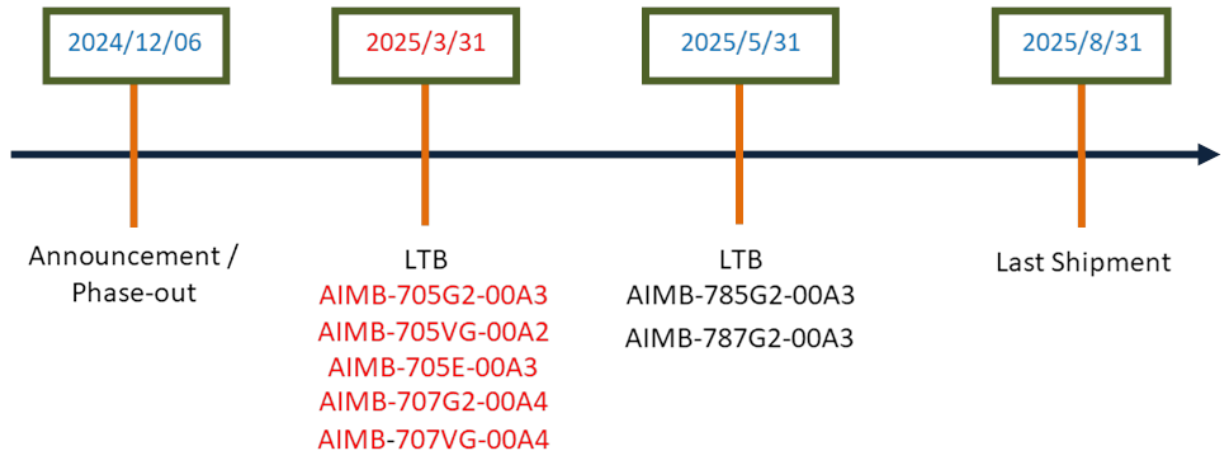 2024/12/06
2025/3/31
2025/5/31
2025/8/31
Announcement /
Phase-out
LTB
AIMB-705G2-00A3
AIMB-705VG-00A2
AIMB-705E-00A3
AIMB-707G2-00A4
AIMB-707VG-00A4
LTB
AIMB-785G2-00A3
AIMB-787G2-00A3
Last Shipment